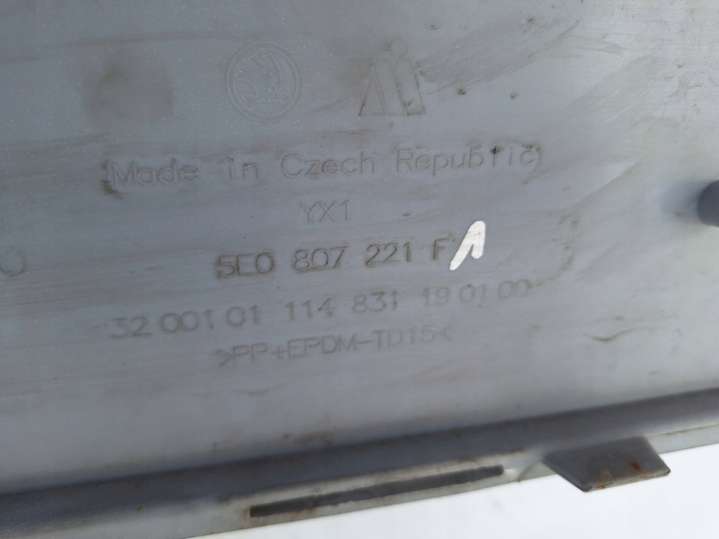 Made in Czech Republic
YX1
5E0 807 221 F
32 001 01 114 831 19 01 00
>PP+EPDM-TD15<